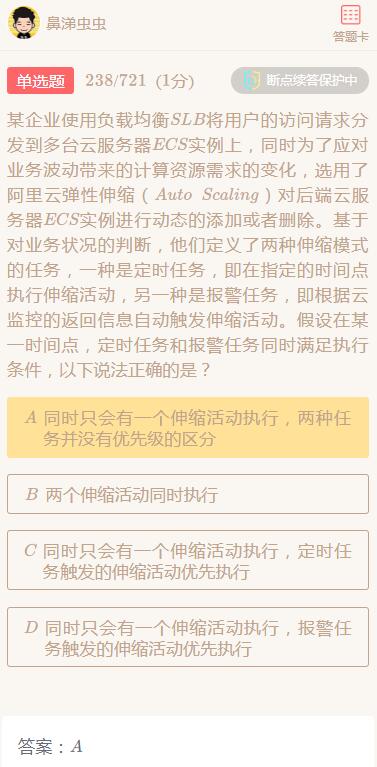 鼻涕虫虫
答题卡
单选题 238/721 (1分) 断点续答保护中
某企业使用负载均衡SLB将用户的访问请求分
发到多台云服务器ECS实例上，同时为了应对
业务波动带来的计算资源需求的变化，选用了
阿里云弹性伸缩（Auto Scaling）对后端云服
务器ECS实例进行动态的添加或者删除。基于
对业务状况的判断，他们定义了两种伸缩模式
的任务，一种是定时任务，即在指定的时间点
执行伸缩活动，另一种是报警任务，即根据云
监控的返回信息自动触发伸缩活动。假设在某
一时间点，定时任务和报警任务同时满足执行
条件，以下说法正确的是？
A 同时只会有一个伸缩活动执行，两种任
务并没有优先级的区分
B 两个伸缩活动同时执行
C 同时只会有一个伸缩活动执行，定时任
务触发的伸缩活动优先执行
D 同时只会有一个伸缩活动执行，报警任
务触发的伸缩活动优先执行
答案：A